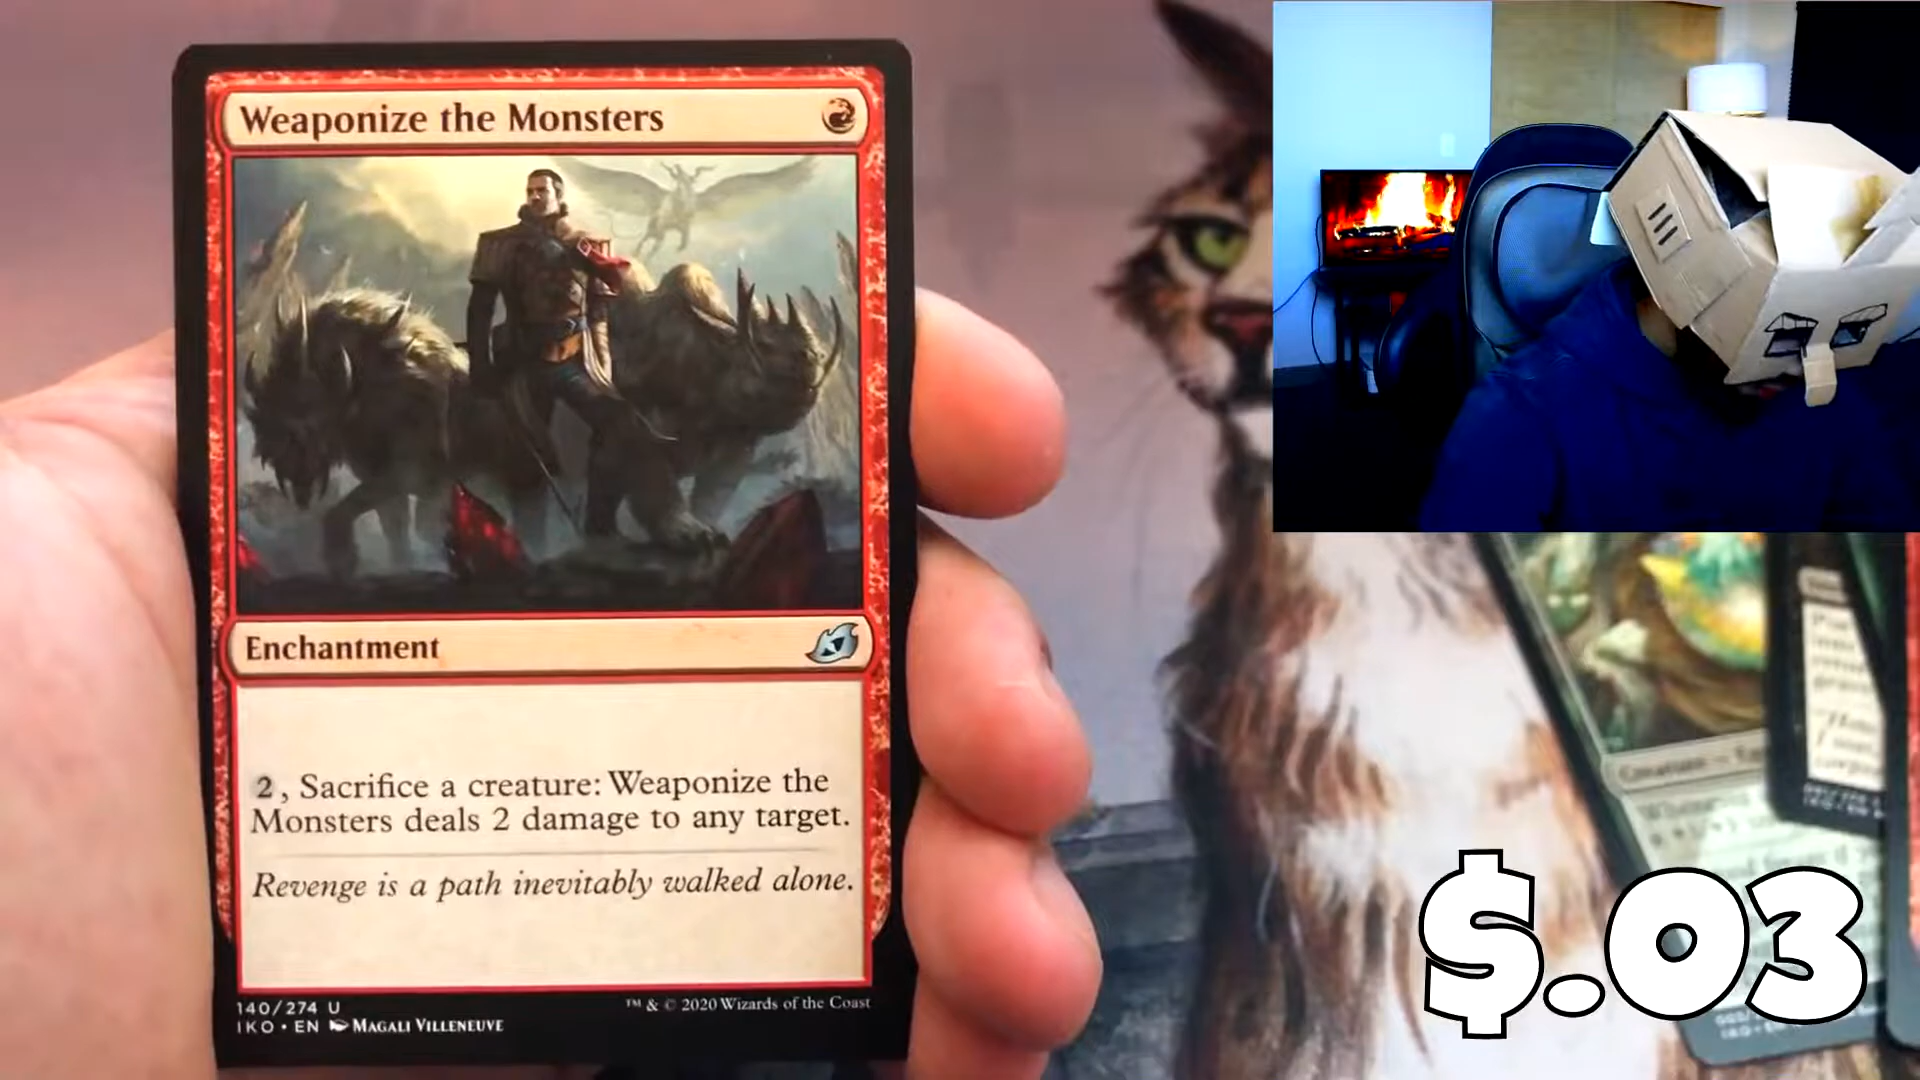 Weaponize the Monsters
Enchantment
2, Sacrifice a creature: Weaponize the
Monsters deals 2 damage to any target.
Revenge is a path inevitably walked alone.
140/274 U
IKO • EN MAGALI VILLENEUVE
™ & © 2020 Wizards of the Coast
$.03